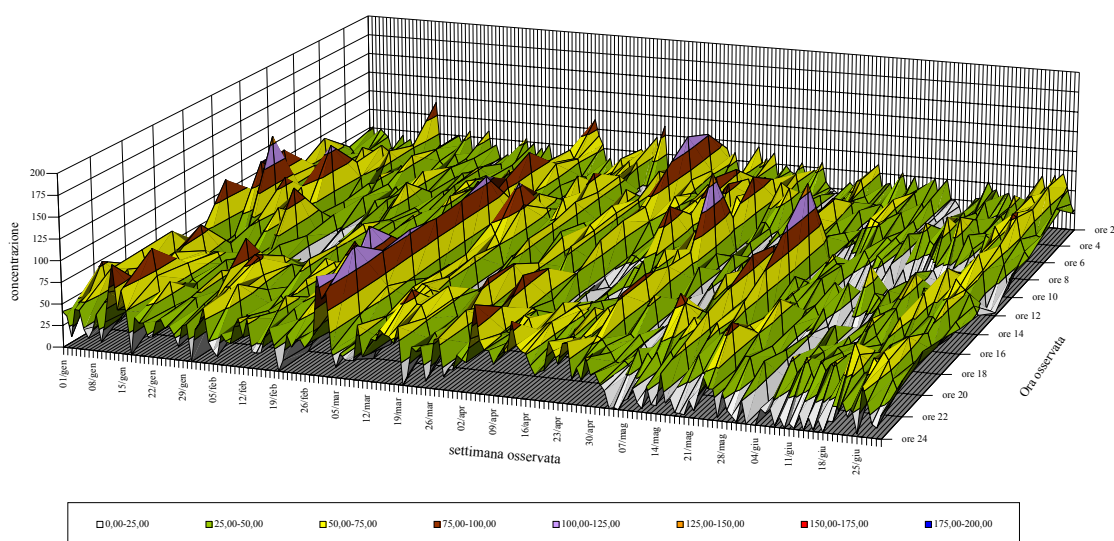 200
175
150
125
100
75
50
25
0
concentrazione
01/gen
08/gen
15/gen
22/gen
29/gen
05/feb
12/feb
19/feb
26/feb
05/mar
12/mar
19/mar
26/mar
02/apr
09/apr
16/apr
23/apr
30/apr
07/mag
14/mag
21/mag
28/mag
04/giu
11/giu
18/giu
25/giu
settimana osservata
ore 2
ore 4
ore 6
ore 8
ore 10
ore 12
ore 14
ore 16
ore 18
ore 20
ore 22
ore 24
Ora osservata
0,00-25,00
25,00-50,00
50,00-75,00
75,00-100,00
100,00-125,00
125,00-150,00
150,00-175,00
175,00-200,00